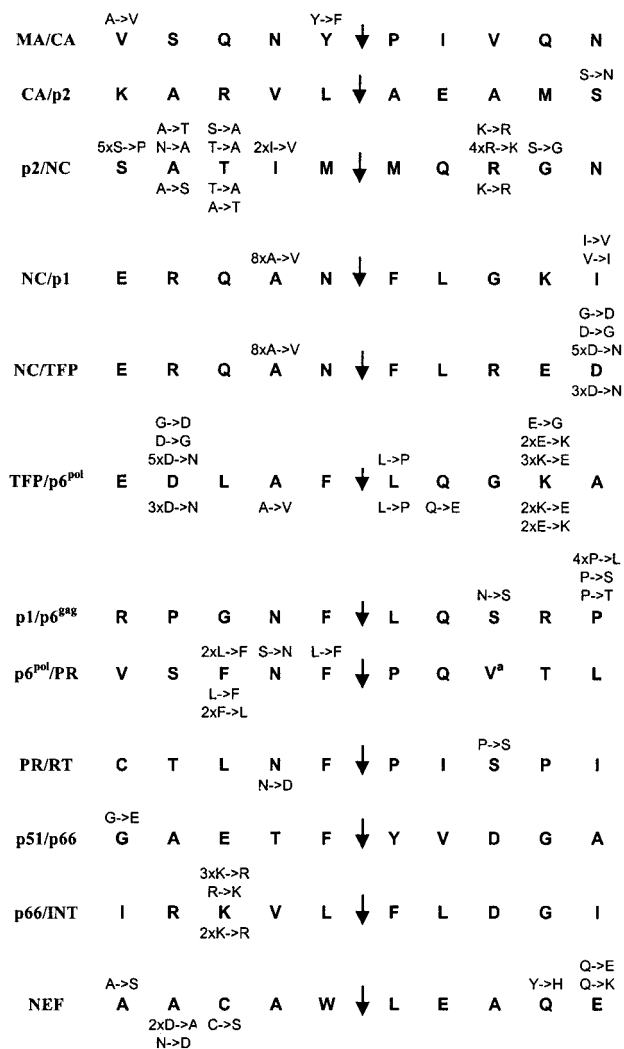 A->V Y->F
MA/CA V S Q N Y ↓ P I V Q N
S->N
CA/p2 K A R V L ↓ A E A M S
A->T S->A K->R
5xS->P N->A T->A 2xI->V 4xR->K S->G
p2/NC S A T I M ↓ M Q R G N
A->S T->A K->R
A->T
I->V
8xA->V V->I
NC/p1 E R Q A N ↓ F L G K I
G->D
D->G
8xA->V 5xD->N
NC/TFP E R Q A N ↓ F L R E D
3xD->N
G->D E->G
D->G 2xE->K
5xD->N L->P 3xK->E
TFP/p6pol E D L A F ↓ L Q G K A
3xD->N A->V L->P Q->E 2xK->E
2xE->K
4xP->L
P->S
N->S P->T
p1/p6gag R P G N F ↓ L Q S R P
2xL->F S->N L->F
p6pol/PR V S F N F ↓ P Q Va T L
L->F
2xF->L
P->S
PR/RT C T L N F ↓ P I S P I
N->D
G->E
p51/p66 G A E T F ↓ Y V D G A
3xK->R
R->K
p66/INT I R K V L ↓ F L D G I
2xK->R
Q->E
A->S Y->H Q->K
NEF A A C A W ↓ L E A Q E
2xD->A C->S
N->D